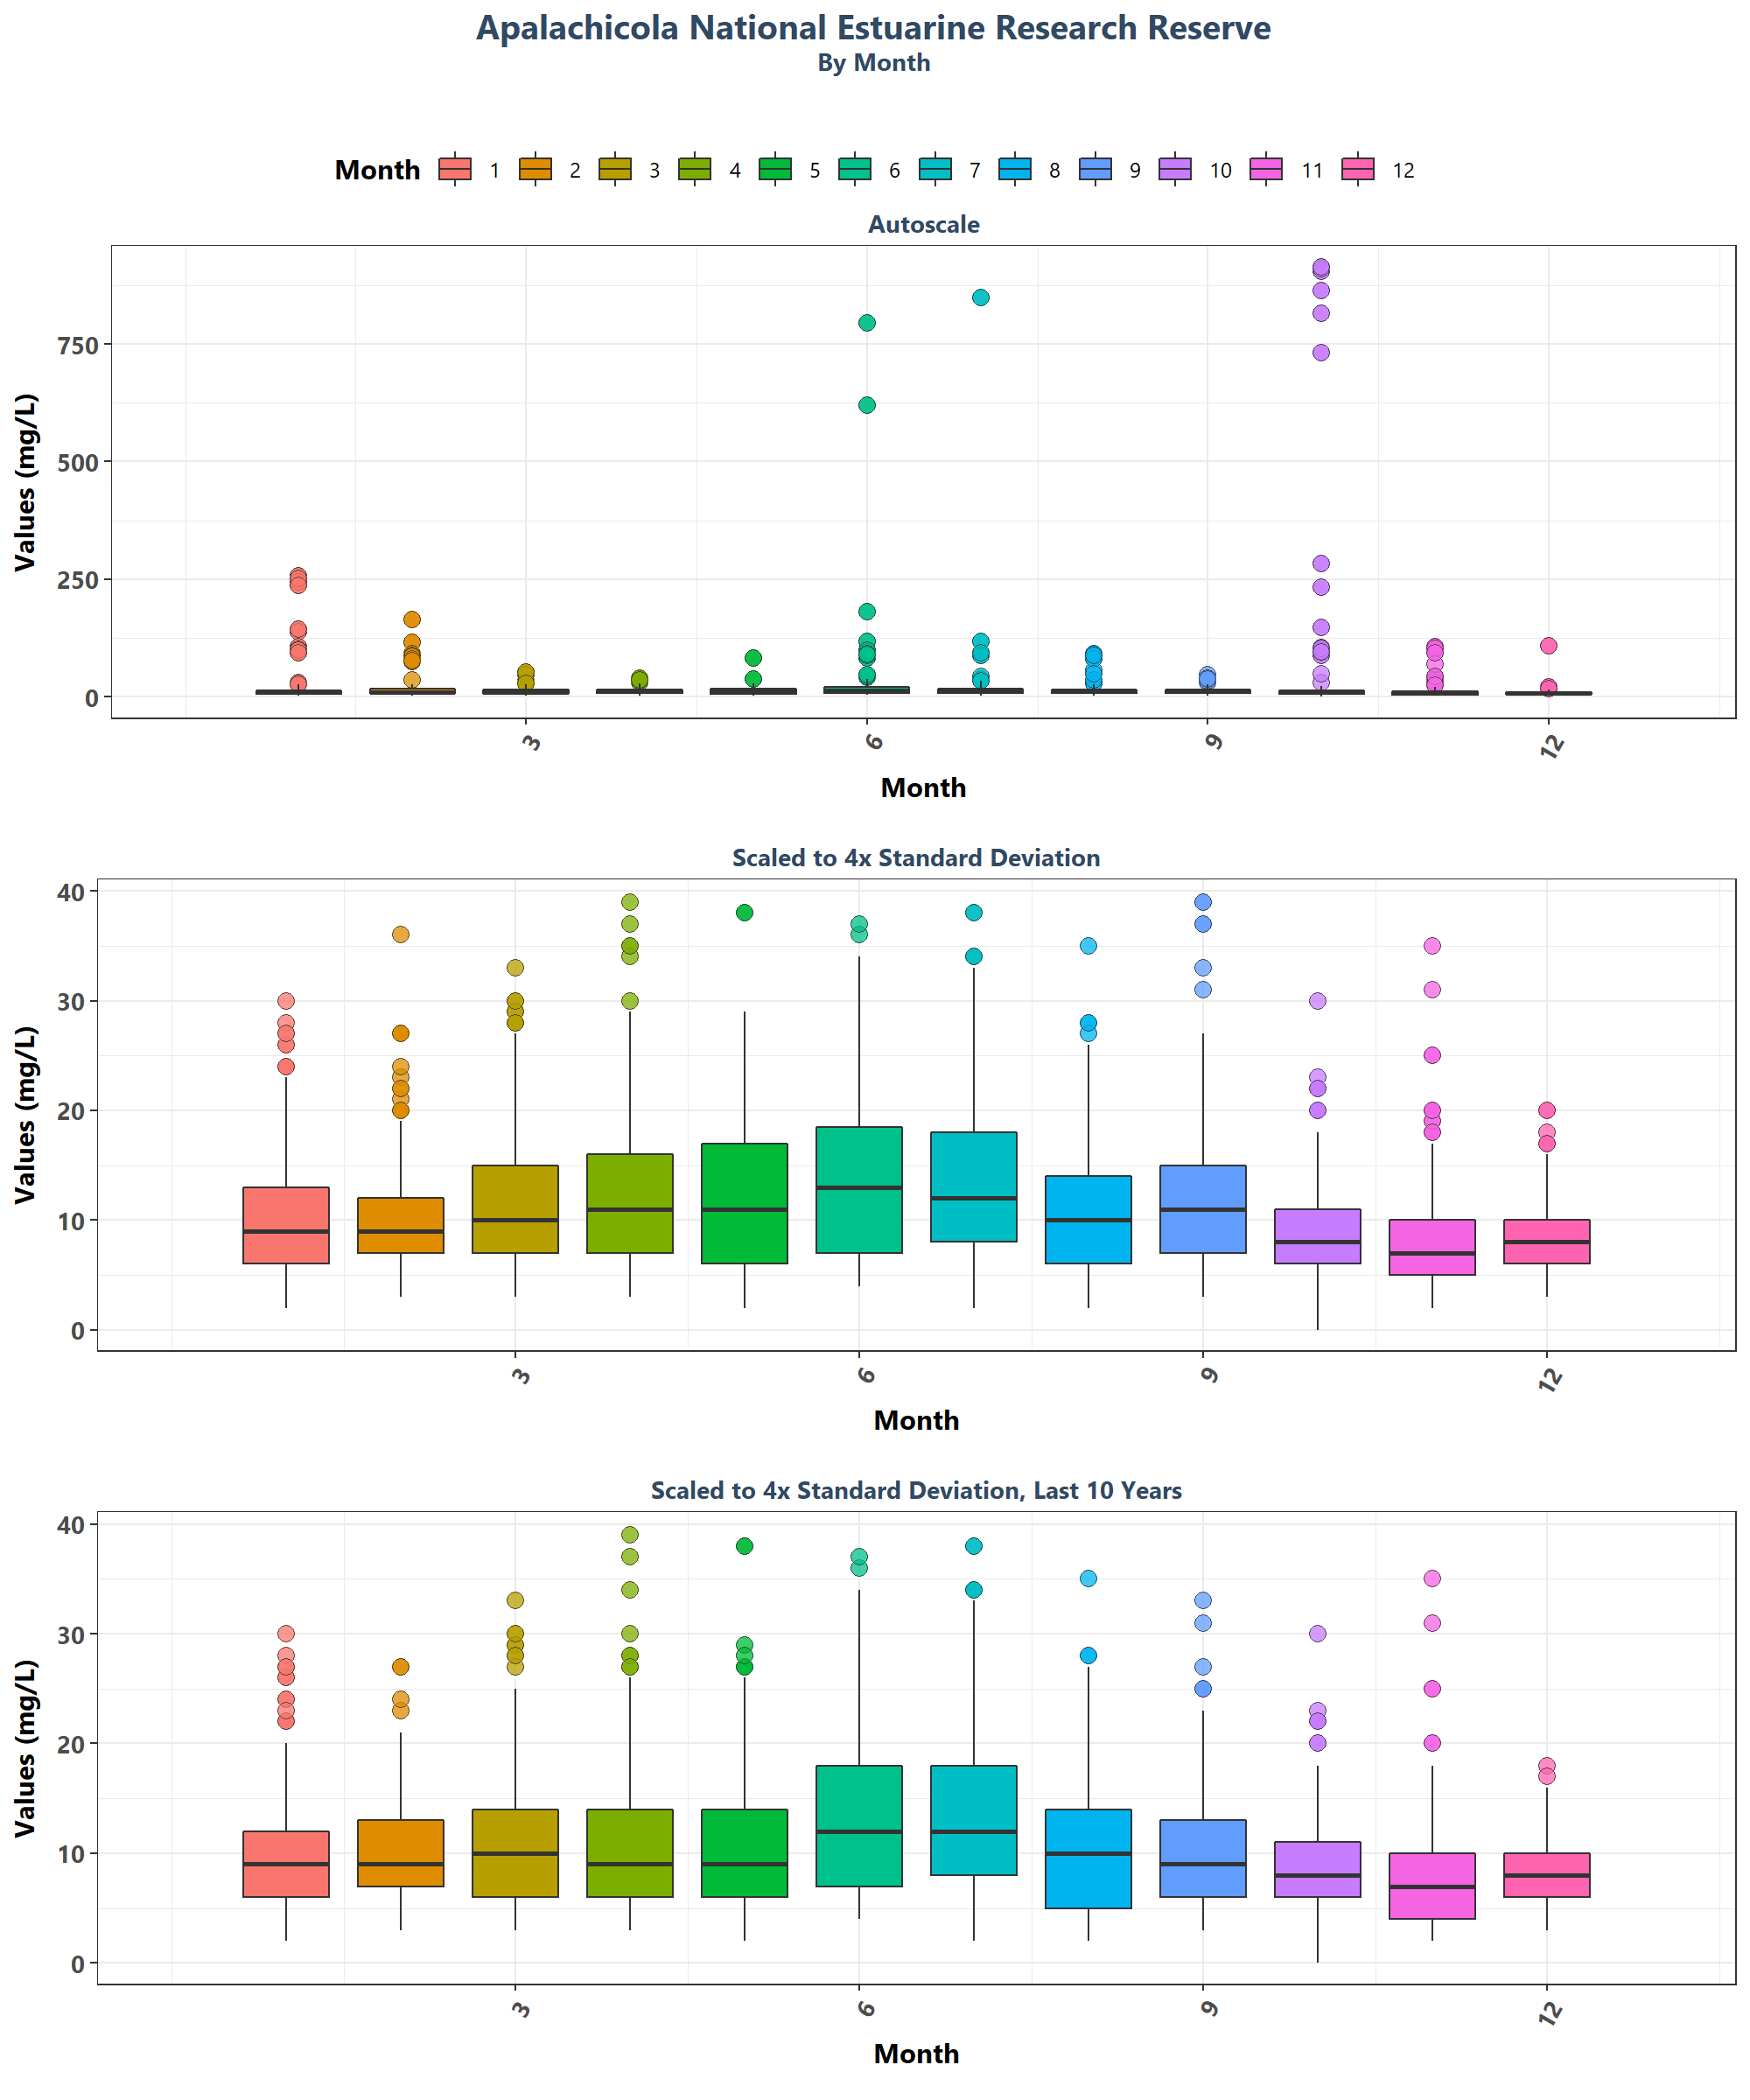 Apalachicola National Estuarine Research Reserve
By Month
Month 1 2 3 4 5 6 7 8 9 10 11 12
Autoscale
Values (mg/L)
750
500
250
0
3 6 9 12
Month
Scaled to 4x Standard Deviation
Values (mg/L)
40
30
20
10
0
3 6 9 12
Month
Scaled to 4x Standard Deviation, Last 10 Years
Values (mg/L)
40
30
20
10
0
3 6 9 12
Month